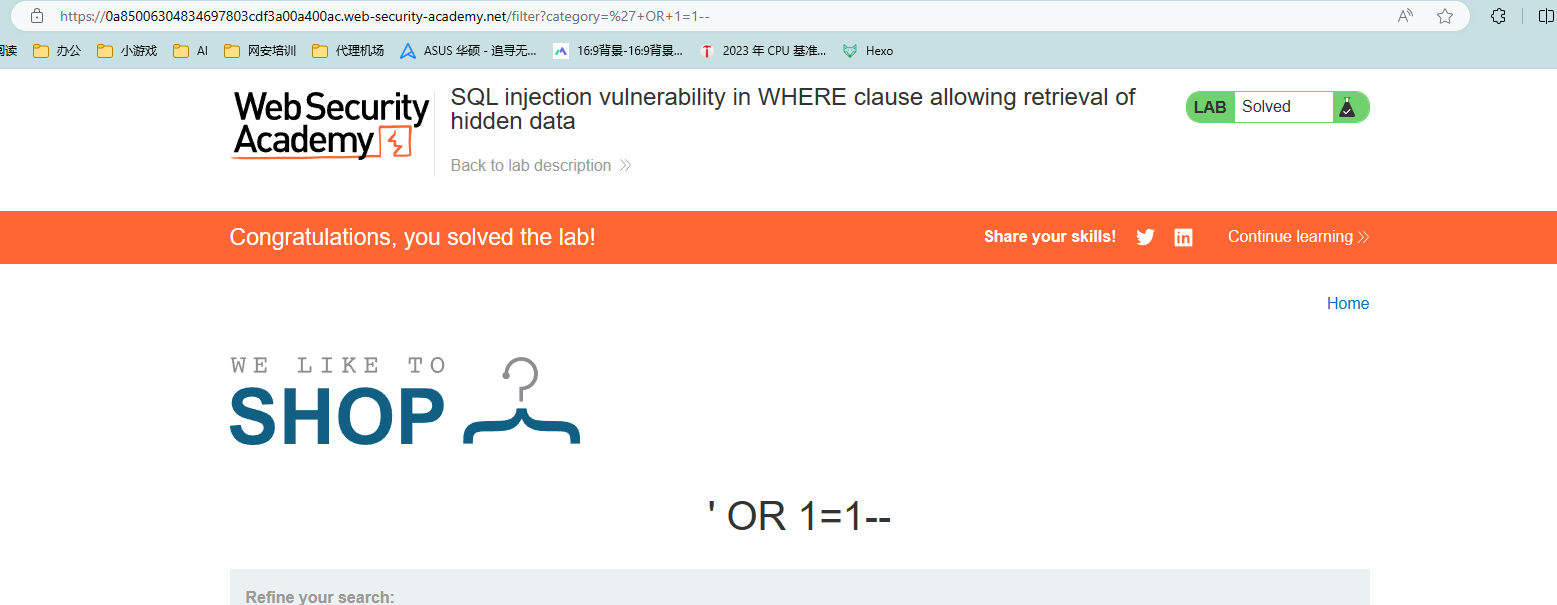 https://0a85006304834697803cdf3a00a400ac.web-security-academy.net/filter?category=%27+OR+1=1--
阅读 办公 小游戏 AI 网安培训 代理机场 ASUS 华硕 - 追寻无... 16:9背景-16:9背景... 2023 年 CPU 基准... Hexo
Web Security
Academy
SQL injection vulnerability in WHERE clause allowing retrieval of
hidden data
Back to lab description
LAB Solved
Congratulations, you solved the lab!
Share your skills!
Continue learning
Home
WE LIKE TO
SHOP
' OR 1=1--
Refine your search: